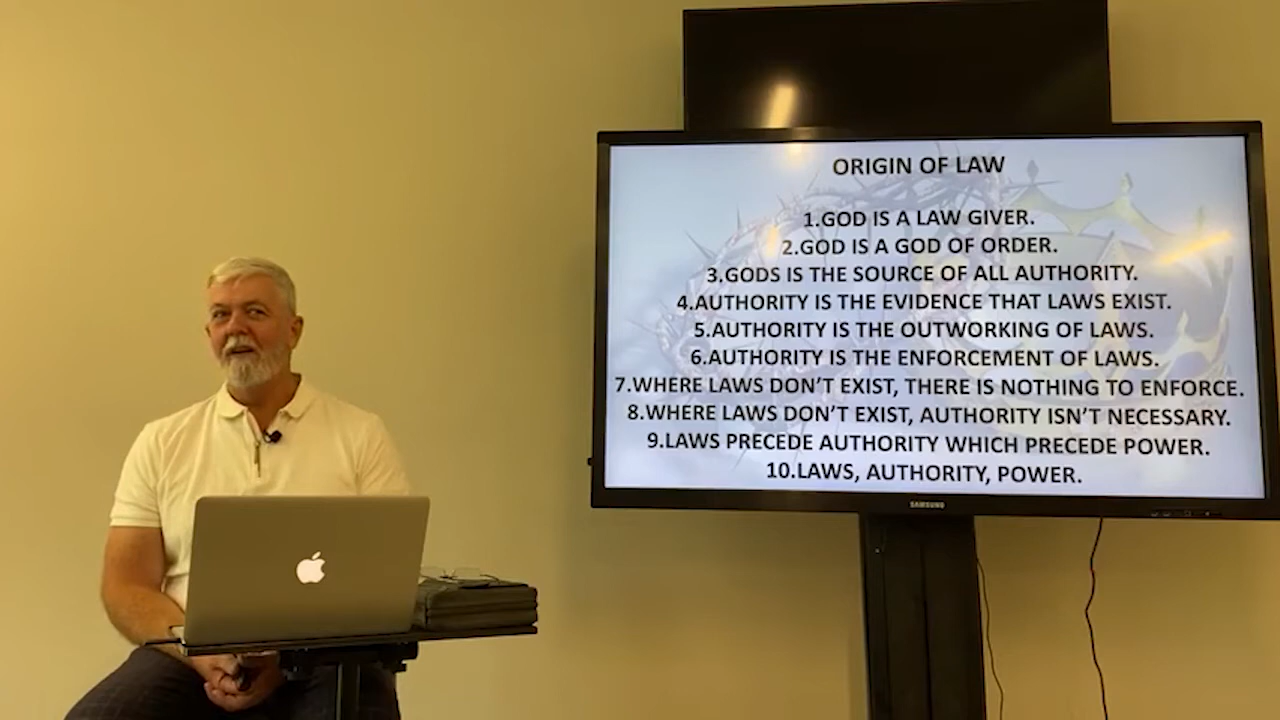 ORIGIN OF LAW
1.GOD IS A LAW GIVER.
2.GOD IS A GOD OF ORDER.
3.GODS IS THE SOURCE OF ALL AUTHORITY.
4.AUTHORITY IS THE EVIDENCE THAT LAWS EXIST.
5.AUTHORITY IS THE OUTWORKING OF LAWS.
6.AUTHORITY IS THE ENFORCEMENT OF LAWS.
7.WHERE LAWS DON’T EXIST, THERE IS NOTHING TO ENFORCE.
8.WHERE LAWS DON’T EXIST, AUTHORITY ISN’T NECESSARY.
9.LAWS PRECEDE AUTHORITY WHICH PRECEDE POWER.
10.LAWS, AUTHORITY, POWER.
SAMSUNG